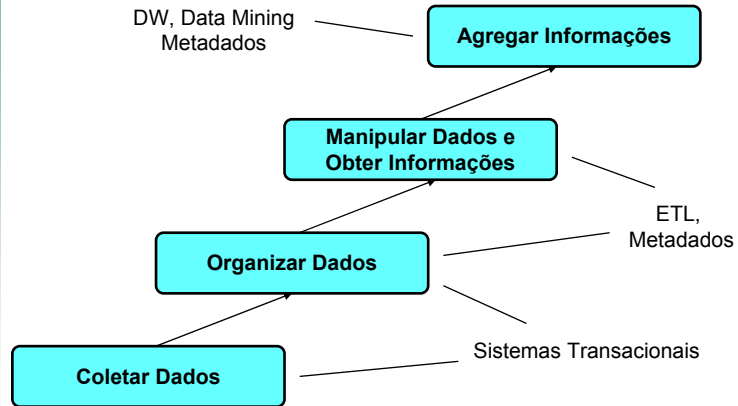 DW, Data Mining
Metadados
Agregar Informações
Manipular Dados e
Obter Informações
ETL,
Metadados
Organizar Dados
Sistemas Transacionais
Coletar Dados